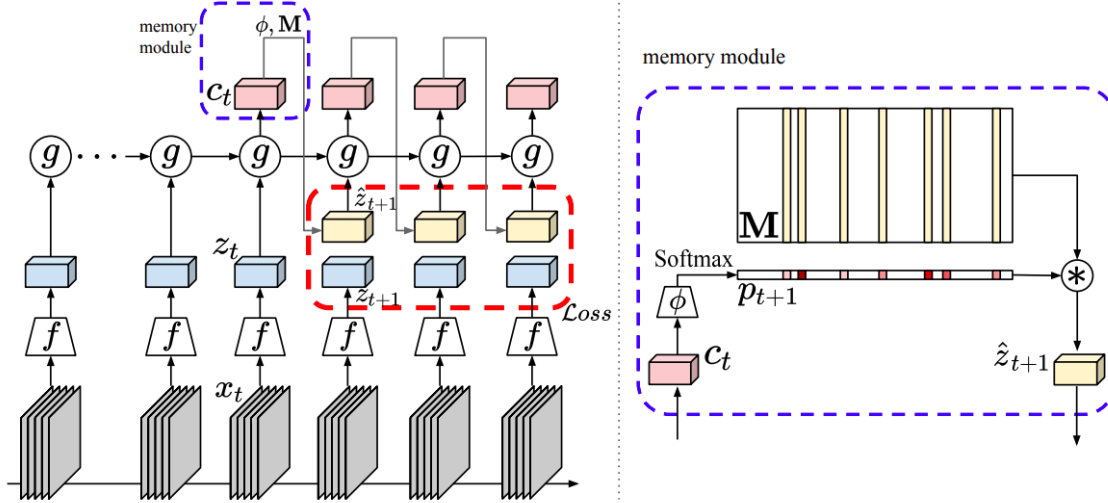 memory
module
ϕ, M
c_t
g · · · g g g g g
ẑ_{t+1}
z_t
z_{t+1}
Loss
f f f f f f
x_t
memory module
M
Softmax
p_{t+1}
*
ϕ
c_t
ẑ_{t+1}